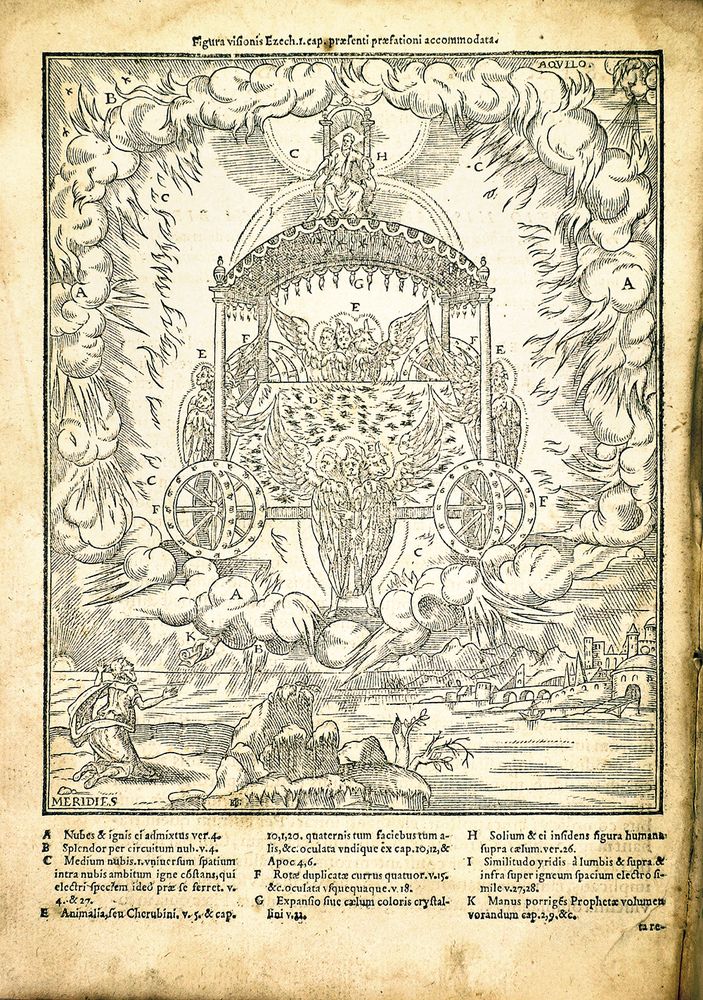 Figura visionis Ezech.1.cap. præsenti præfationi accommodata.
AQVILO.
B
C
H
C
C
I
A
A
G
E
E
F
F
E
D
C
F
F
C
A
K
B
MERIDIES
A Nubes & ignis ei admixtus ver.4.
B Splendor per circuitum nub. v.4.
C Medium nubis.1.vniuersum spatium
intra nubis ambitum igne cõstans, qui
electri speciem ideo præ se ferret. v.
4. & 27.
E Animalia, seu Cherubini. v. 5. & cap.
10,1,20. quaternis tum faciebus tum a-
lis, &c. oculata vndique ex cap.10,12, &
Apoc 4,6.
F Rotæ duplicatæ currus quatuor. v.15.
&c. oculata vsquequaque. v. 18.
G Expansio siue cælum coloris crystal-
lini v.22.
H Solium & ei insidens figura humana
supra cælum. ver.26.
I Similitudo yridis à lumbis & supra &
infra super igneum spacium electro si-
mile v.27,28.
K Manus porrigẽs Prophetæ volumen
vorandum cap.2,9, &c.
ta re-